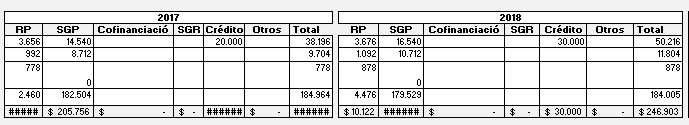 2017 2018
RP SGP Cofinanciació SGR Crédito Otros Total RP SGP Cofinanciació SGR Crédito Otros Total
3.656 14.540 20.000 38.196 3.676 16.540 30.000 50.216
992 8.712 9.704 1.092 10.712 11.804
778 778 878 878
0 0
2.460 182.504 184.964 4.476 179.529 184.005
##### $ 205.756 $ - $ - ###### $ - ###### $ 10.122 ###### $ - $ - $ 30.000 $ - $ 246.903